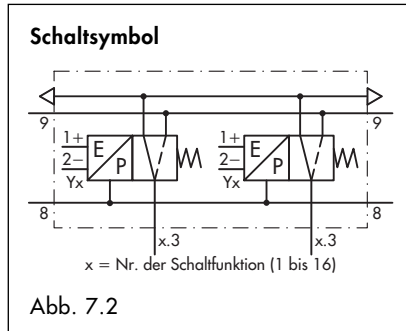 Schaltsymbol
9 9
1+ E 1+ E
2– P 2– P
Yx Yx
8 8
x.3 x.3
x = Nr. der Schaltfunktion (1 bis 16)
Abb. 7.2